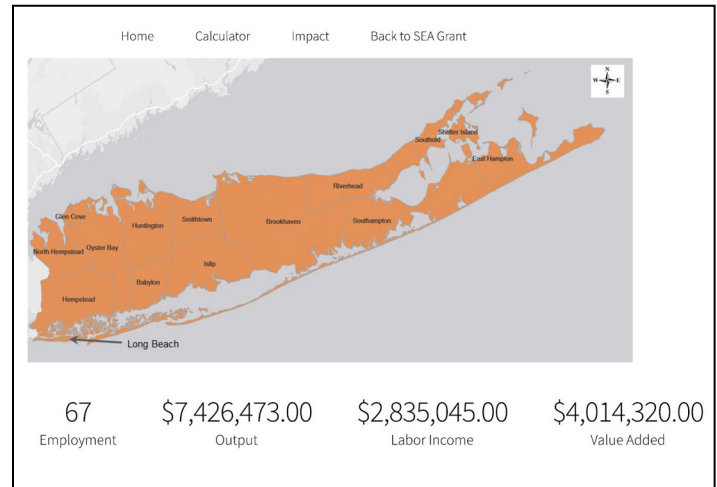 Home Calculator Impact Back to SEA Grant
N
W E
S
Shelter Island
Southold
East Hampton
Riverhead
Glen Cove
Smithtown
Huntington
Brookhaven
Southampton
North Hempstead Oyster Bay
Islip
Babylon
Hempstead
Long Beach
67 $7,426,473.00 $2,835,045.00 $4,014,320.00
Employment Output Labor Income Value Added